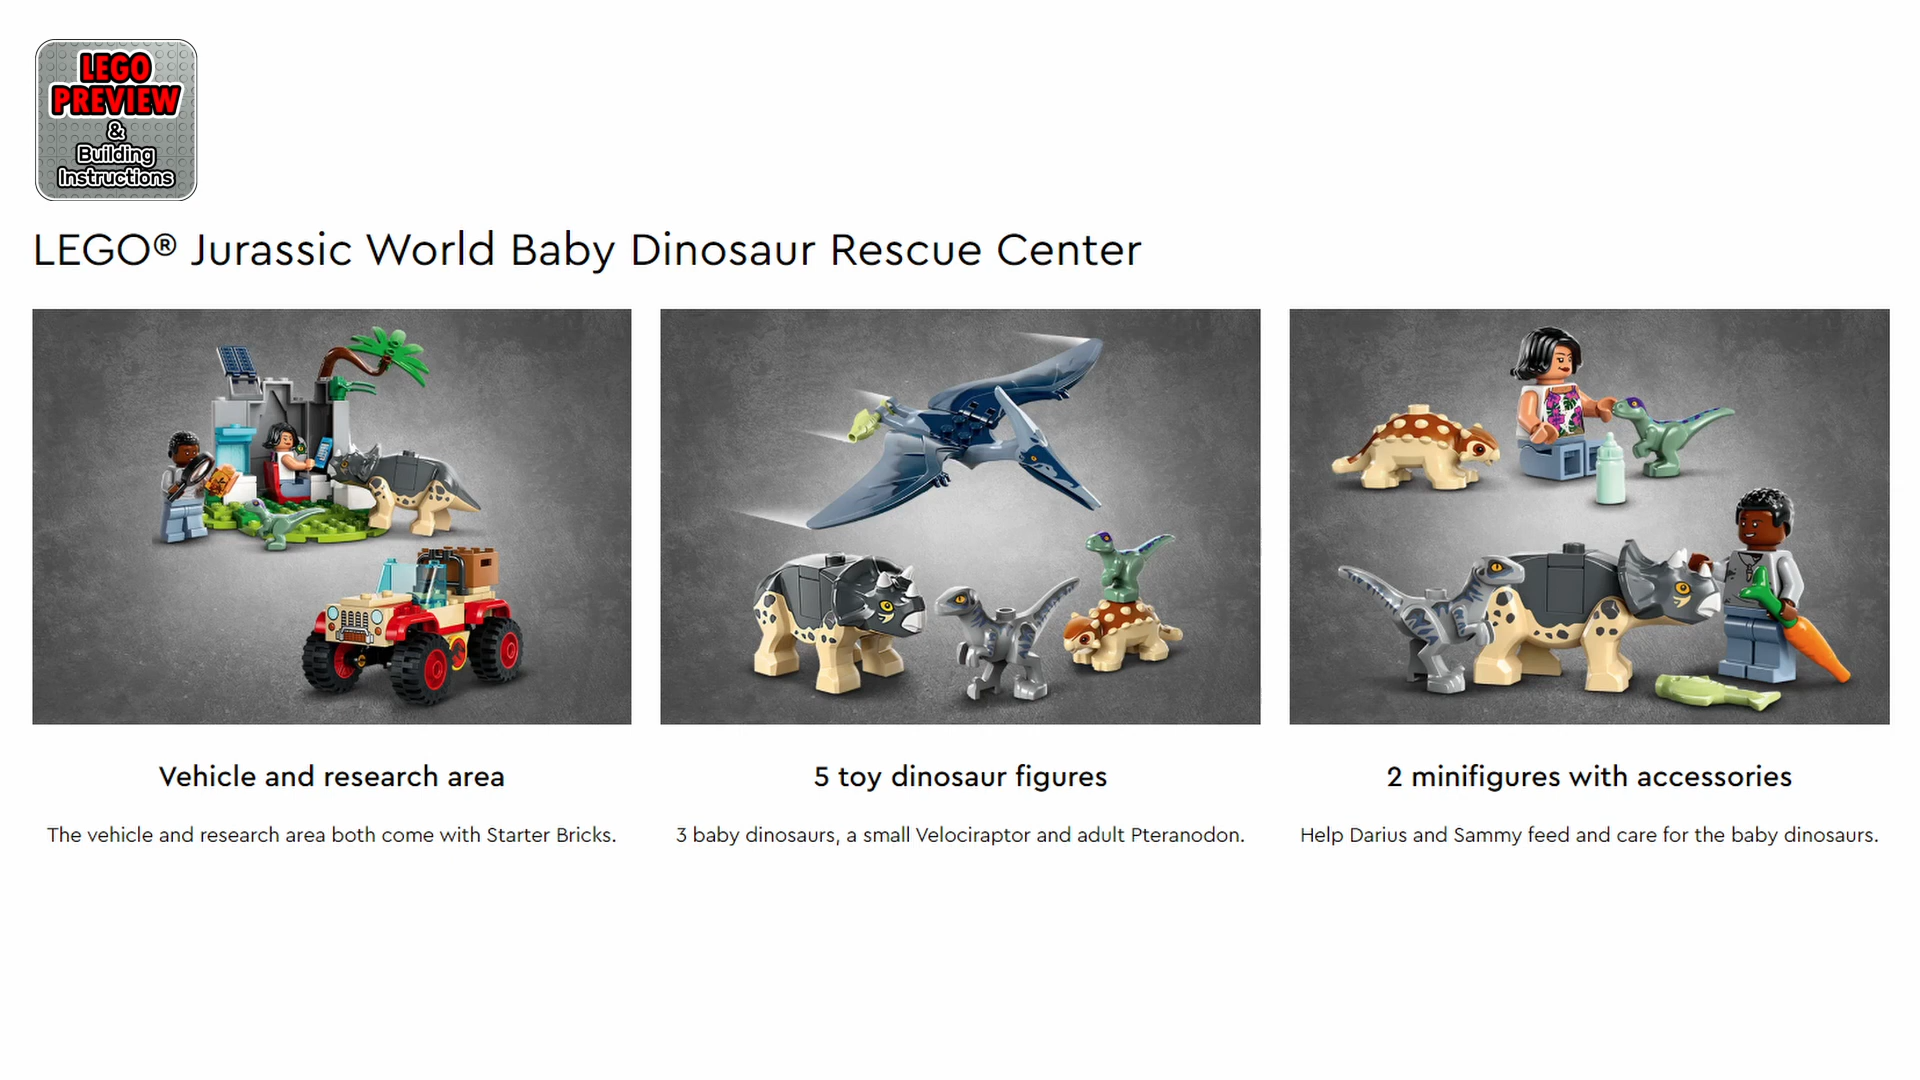 LEGO
PREVIEW
&
Building
Instructions
LEGO® Jurassic World Baby Dinosaur Rescue Center
Vehicle and research area
5 toy dinosaur figures
2 minifigures with accessories
The vehicle and research area both come with Starter Bricks.
3 baby dinosaurs, a small Velociraptor and adult Pteranodon.
Help Darius and Sammy feed and care for the baby dinosaurs.